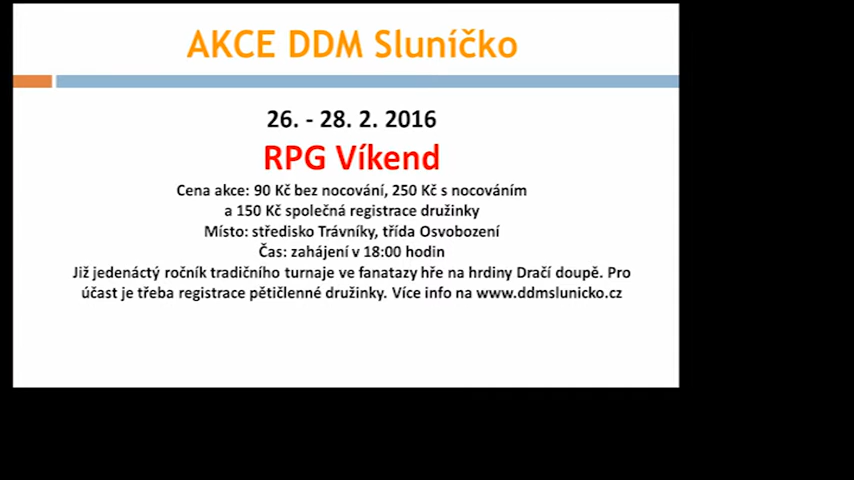 AKCE DDM Sluníčko
26. - 28. 2. 2016
RPG Víkend
Cena akce: 90 Kč bez nocování, 250 Kč s nocováním
a 150 Kč společná registrace družinky
Místo: středisko Trávníky, třída Osvobození
Čas: zahájení v 18:00 hodin
Již jedenáctý ročník tradičního turnaje ve fanatazy hře na hrdiny Dračí doupě. Pro
účast je třeba registrace pětičlenné družinky. Více info na www.ddmslunicko.cz